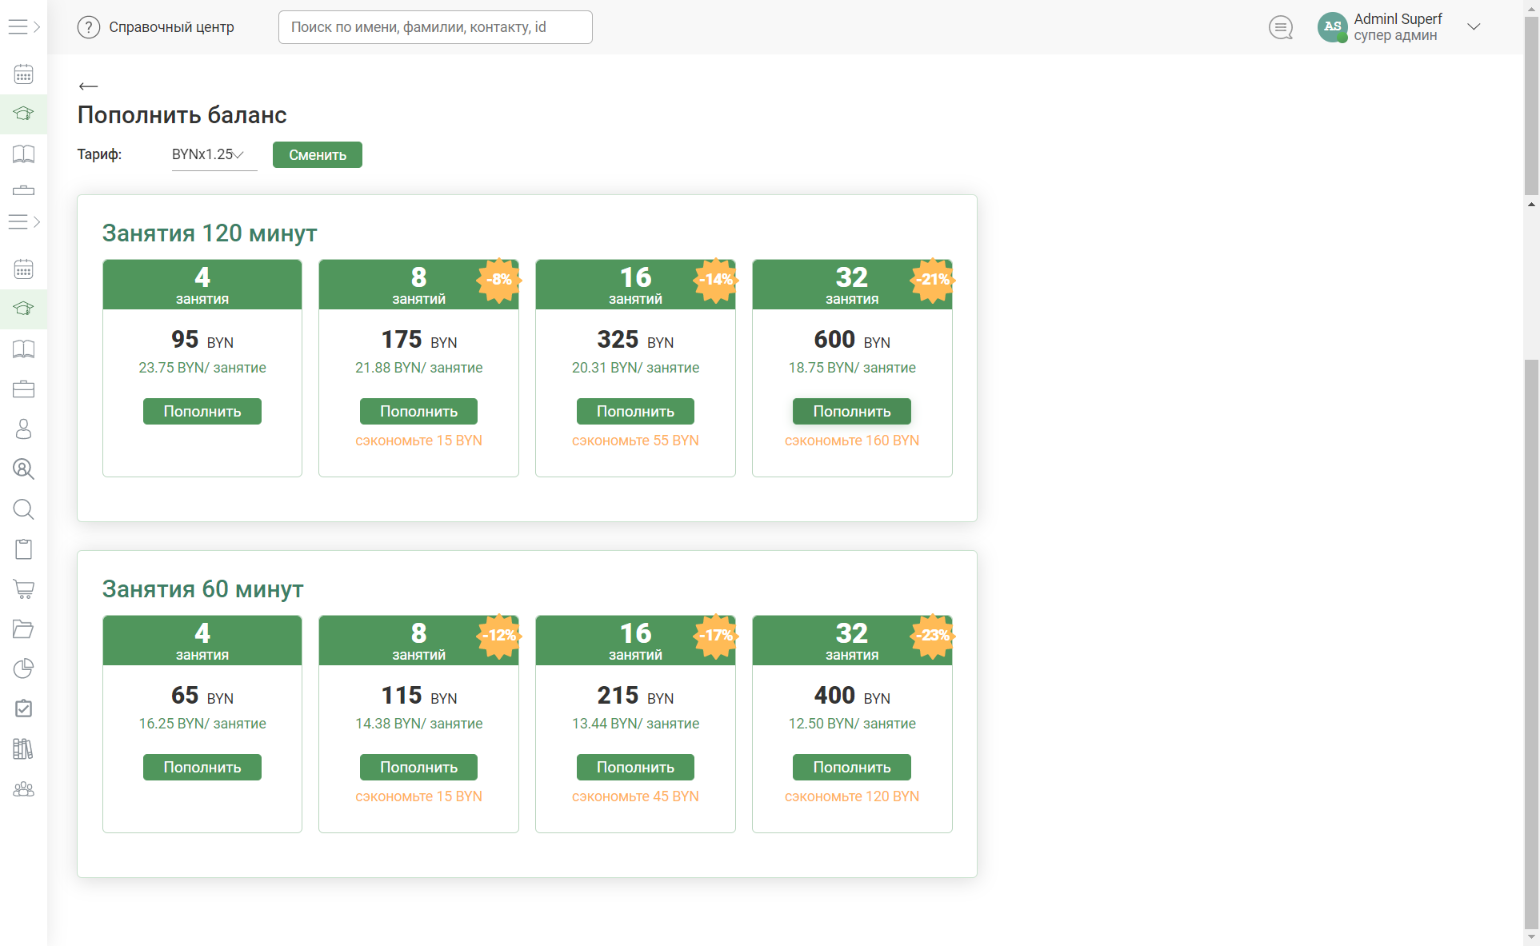 ? Справочный центр
Поиск по имени, фамилии, контакту, id
AS
Adminl Superf
супер админ
Пополнить баланс
Тариф: BYNx1.25 Сменить
Занятия 120 минут
4
занятия
95 BYN
23.75 BYN/ занятие
Пополнить
8
занятий
-8%
175 BYN
21.88 BYN/ занятие
Пополнить
сэкономьте 15 BYN
16
занятий
-14%
325 BYN
20.31 BYN/ занятие
Пополнить
сэкономьте 55 BYN
32
занятия
-21%
600 BYN
18.75 BYN/ занятие
Пополнить
сэкономьте 160 BYN
Занятия 60 минут
4
занятия
65 BYN
16.25 BYN/ занятие
Пополнить
8
занятий
-12%
115 BYN
14.38 BYN/ занятие
Пополнить
сэкономьте 15 BYN
16
занятий
-17%
215 BYN
13.44 BYN/ занятие
Пополнить
сэкономьте 45 BYN
32
занятия
-23%
400 BYN
12.50 BYN/ занятие
Пополнить
сэкономьте 120 BYN